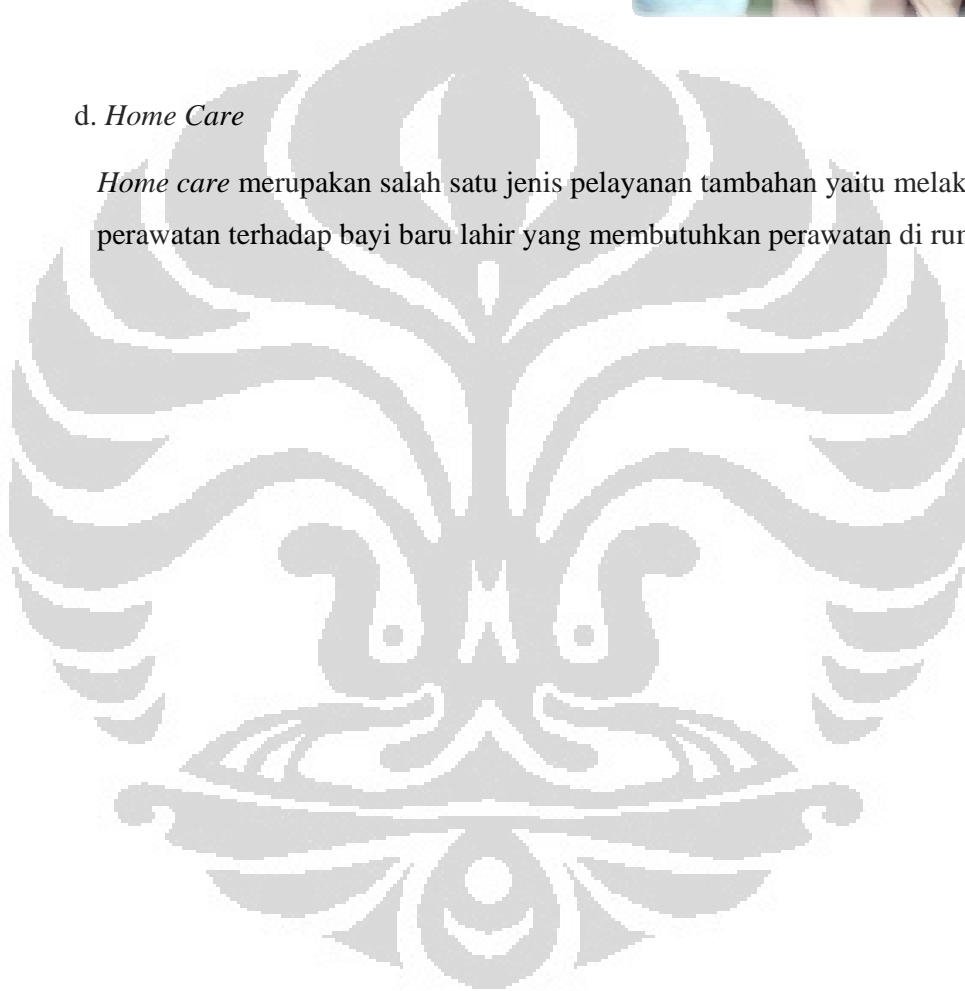 d. Home Care
Home care merupakan salah satu jenis pelayanan tambahan yaitu melak
perawatan terhadap bayi baru lahir yang membutuhkan perawatan di rum